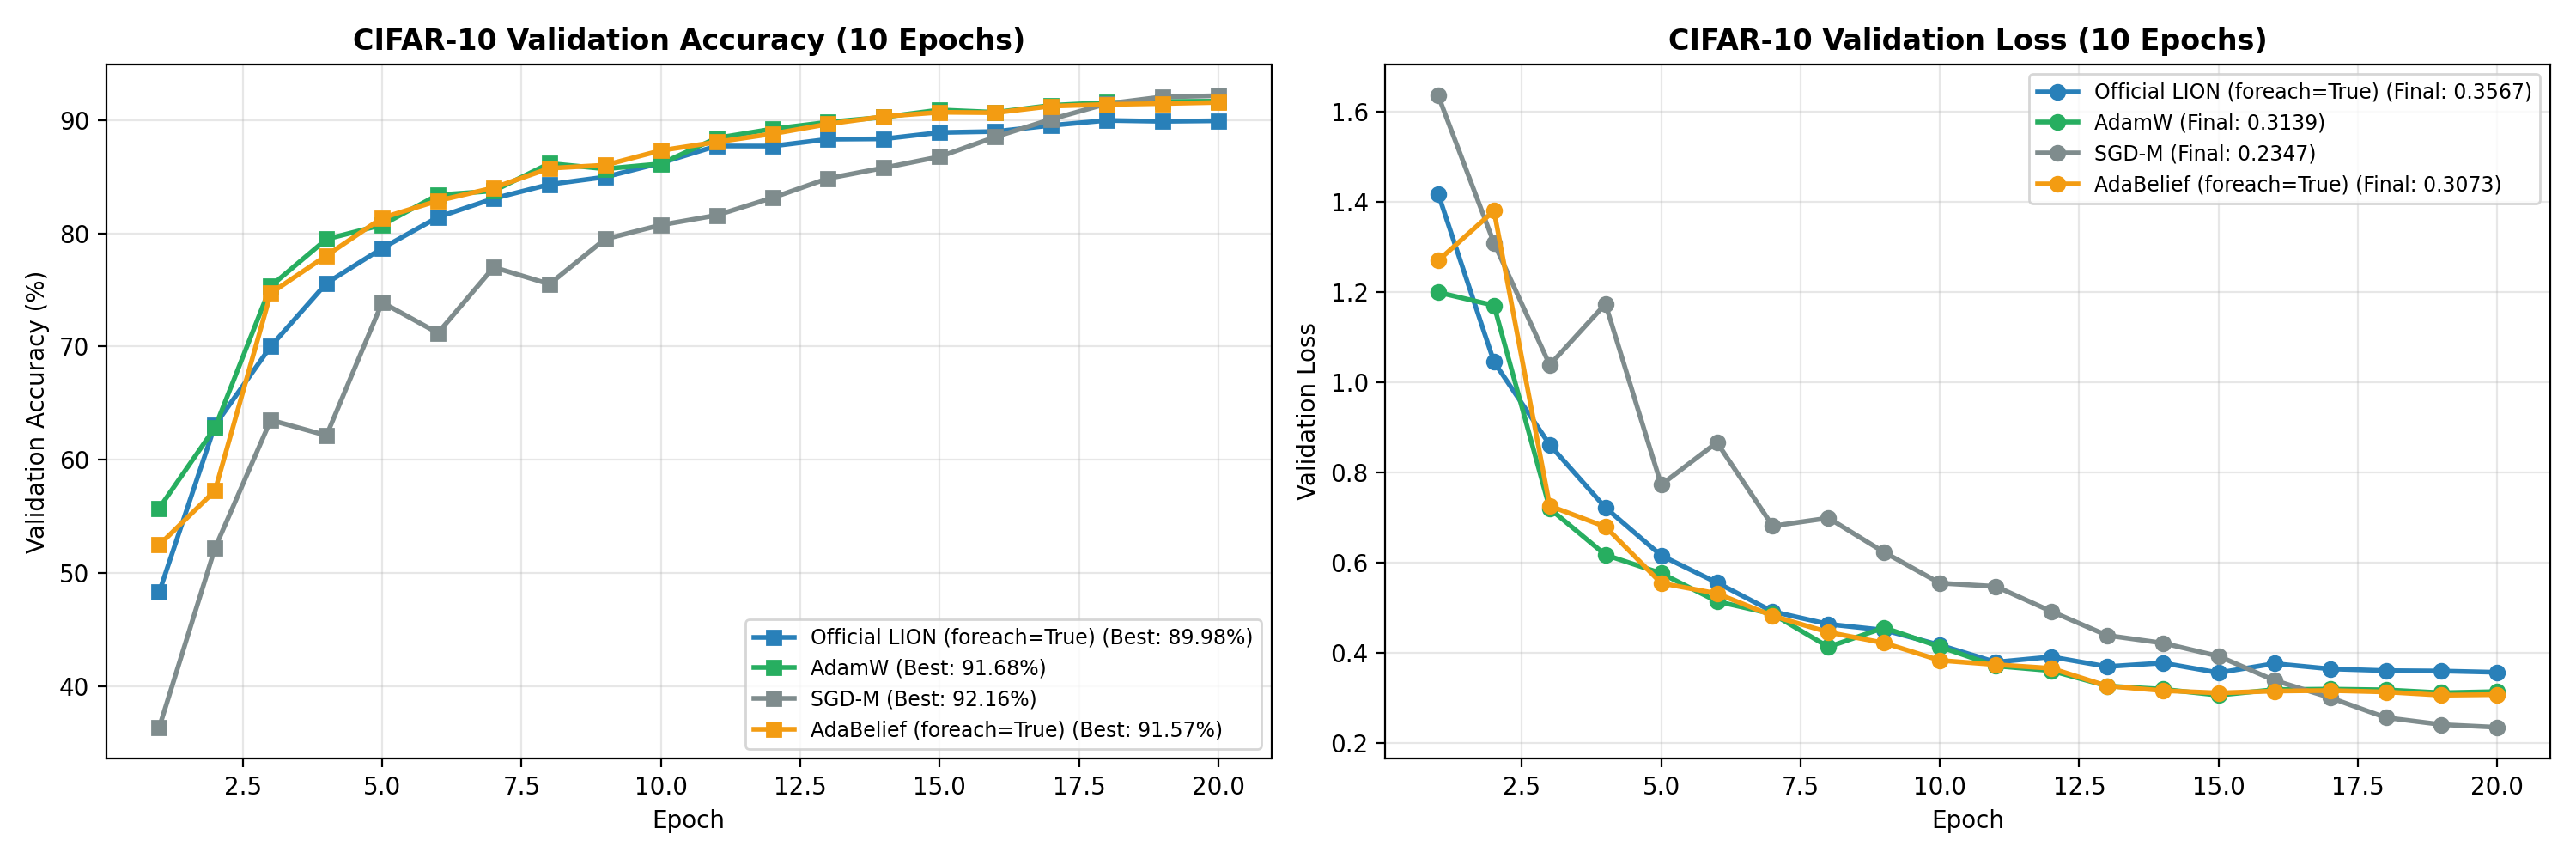 CIFAR-10 Validation Accuracy (10 Epochs)
Validation Accuracy (%)
90
80
70
60
50
40
Official LION (foreach=True) (Best: 89.98%)
AdamW (Best: 91.68%)
SGD-M (Best: 92.16%)
AdaBelief (foreach=True) (Best: 91.57%)
2.5 5.0 7.5 10.0 12.5 15.0 17.5 20.0
Epoch
CIFAR-10 Validation Loss (10 Epochs)
Validation Loss
1.6
1.4
1.2
1.0
0.8
0.6
0.4
0.2
Official LION (foreach=True) (Final: 0.3567)
AdamW (Final: 0.3139)
SGD-M (Final: 0.2347)
AdaBelief (foreach=True) (Final: 0.3073)
2.5 5.0 7.5 10.0 12.5 15.0 17.5 20.0
Epoch